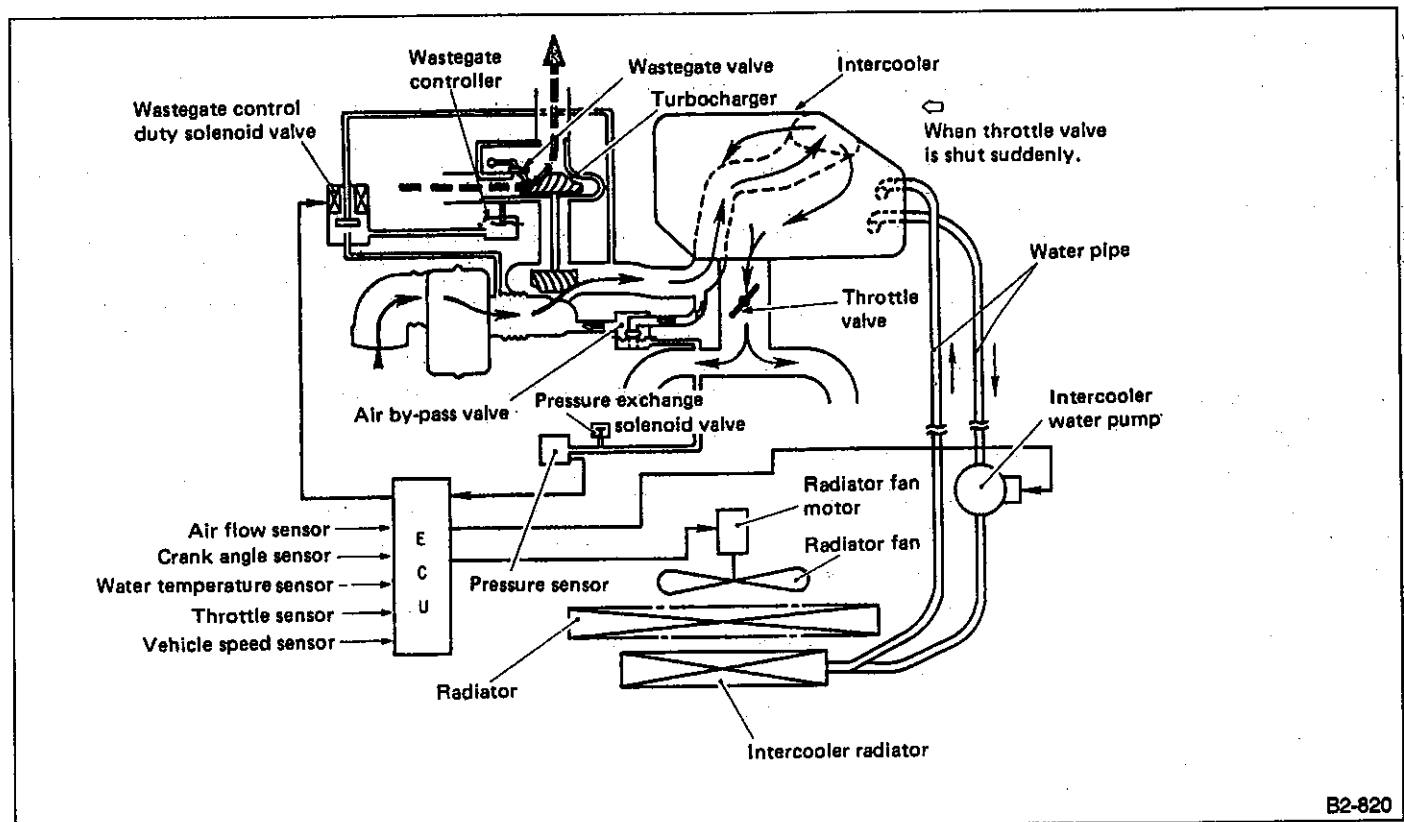 Wastegate
controller
Wastegate valve
Intercooler
Wastegate control
duty solenoid valve
Turbocharger
When throttle valve
is shut suddenly.
Water pipe
Throttle
valve
Air by-pass valve
Pressure exchange
solenoid valve
Intercooler
water pump
Radiator fan
motor
Air flow sensor
Crank angle sensor
Water temperature sensor
Throttle sensor
Vehicle speed sensor
E
C
U
Pressure sensor
Radiator fan
Radiator
Intercooler radiator
B2-820